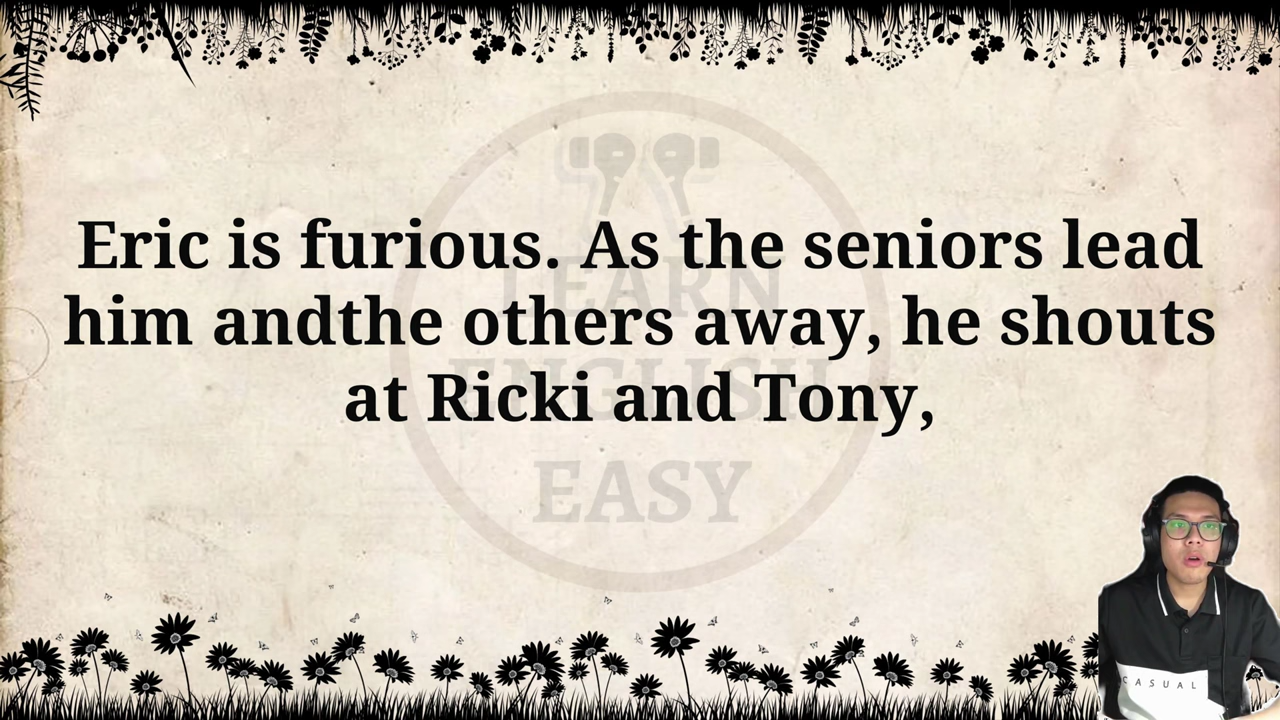 Eric is furious. As the seniors lead
him andthe others away, he shouts
at Ricki and Tony,
LEARN
ENGLISH
EASY
CASUAL